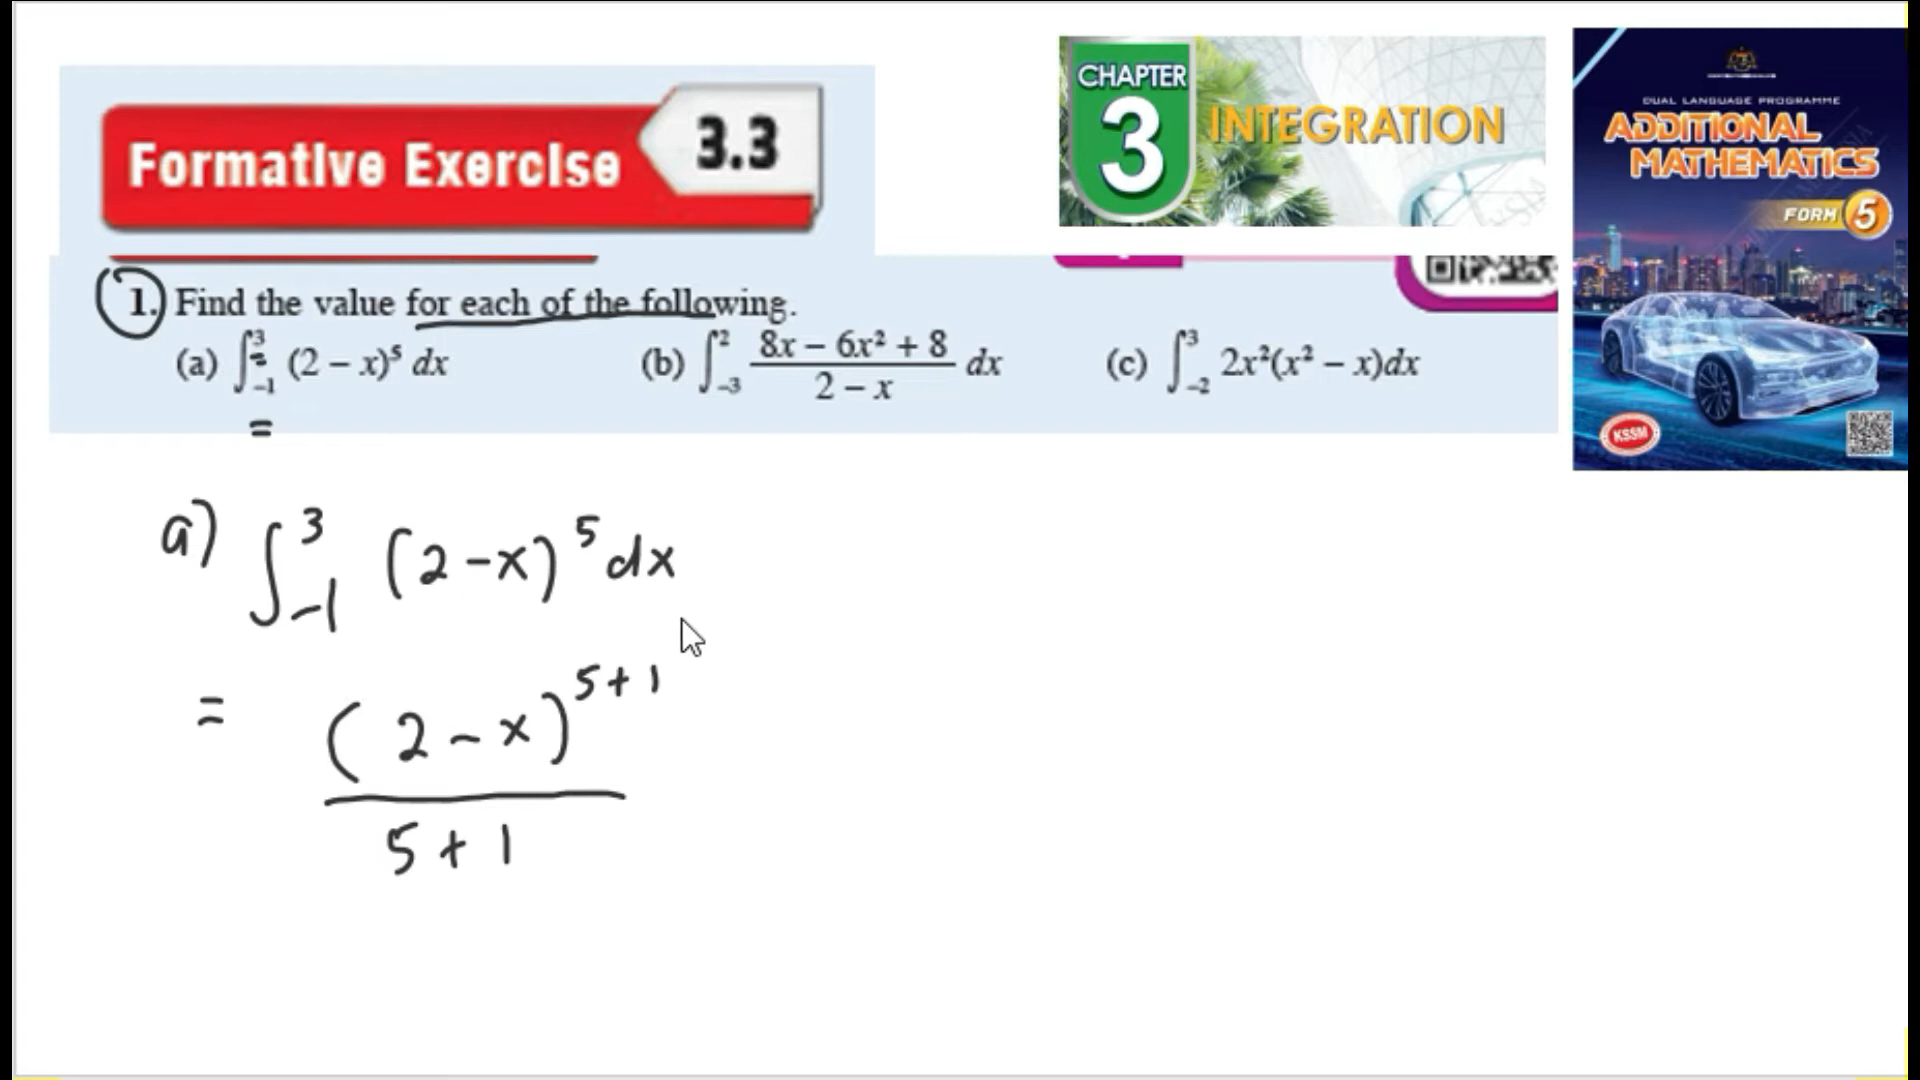 Formative Exercise 3.3
CHAPTER
3
INTEGRATION
DUAL LANGUAGE PROGRAMME
ADDITIONAL
MATHEMATICS
FORM 5
KSSM
1. Find the value for each of the following.
(a) ∫₋₁³ (2 – x)⁵ dx (b) ∫₋₃² (8x – 6x² + 8)/(2 – x) dx (c) ∫₋₂³ 2x²(x² – x)dx
=
a) ∫₋₁³ (2-x)⁵ dx
= (2-x)⁵⁺¹
5+1